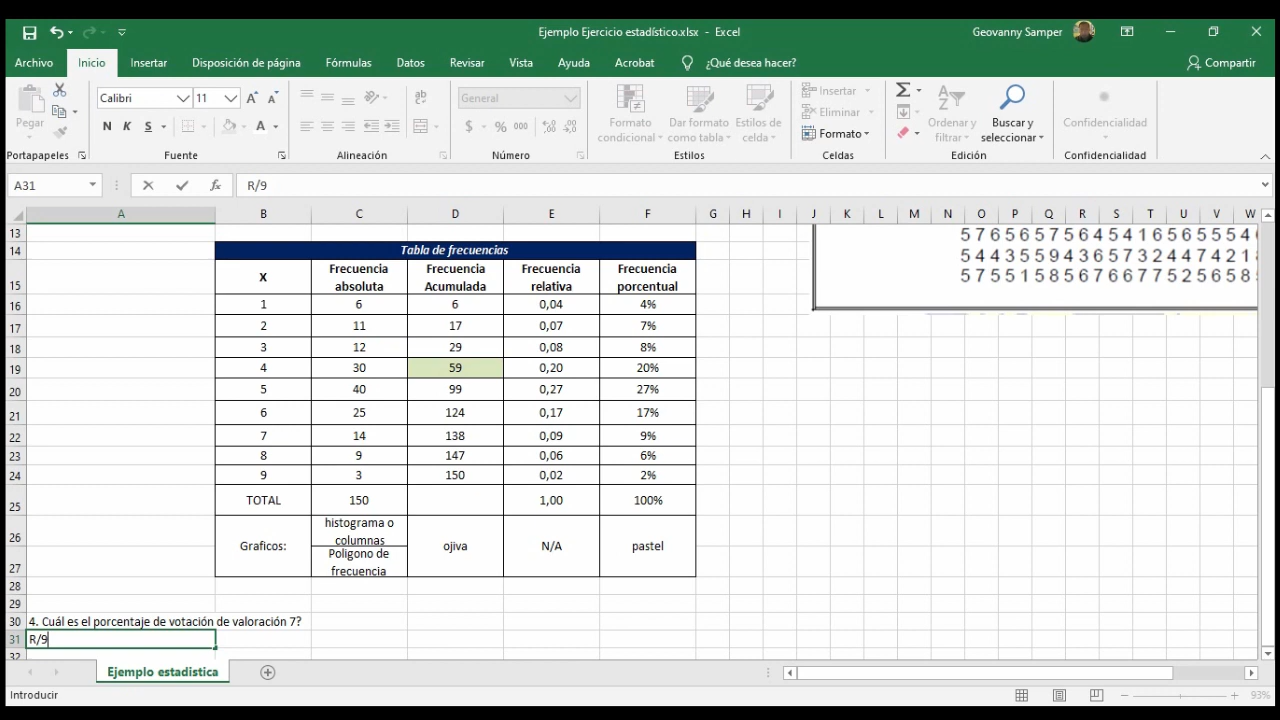 Ejemplo Ejercicio estadístico.xlsx - Excel
Geovanny Samper
Archivo Inicio Insertar Disposición de página Fórmulas Datos Revisar Vista Ayuda Acrobat ¿Qué desea hacer? Compartir
Pegar
Calibri 11
General
Formato condicional
Dar formato como tabla
Estilos de celda
Insertar
Eliminar
Formato
Ordenar y filtrar
Buscar y seleccionar
Confidencialidad
N K S
$ % 000
Portapapeles Fuente Alineación Número Estilos Celdas Edición Confidencialidad
A31 fx R/9
A B C D E F G H I J K L M N O P Q R S T U V W
13
14 Tabla de frecuencias
15 X Frecuencia absoluta Frecuencia Acumulada Frecuencia relativa Frecuencia porcentual
16 1 6 6 0,04 4%
17 2 11 17 0,07 7%
18 3 12 29 0,08 8%
19 4 30 59 0,20 20%
20 5 40 99 0,27 27%
21 6 25 124 0,17 17%
22 7 14 138 0,09 9%
23 8 9 147 0,06 6%
24 9 3 150 0,02 2%
25 TOTAL 150 1,00 100%
26 Graficos: histograma o columnas ojiva N/A pastel
27 Poligono de frecuencia
28
29
30 4. Cuál es el porcentaje de votación de valoración 7?
31 R/9
32
5 7 6 5 6 5 7 5 6 4 5 4 1 6 5 6 5 5 5 4
5 4 4 3 5 5 9 4 3 6 5 7 3 2 4 4 7 4 2 1
5 7 5 5 1 5 8 5 6 7 6 6 7 7 5 2 5 6 5 8
Ejemplo estadistica
Introducir
93%